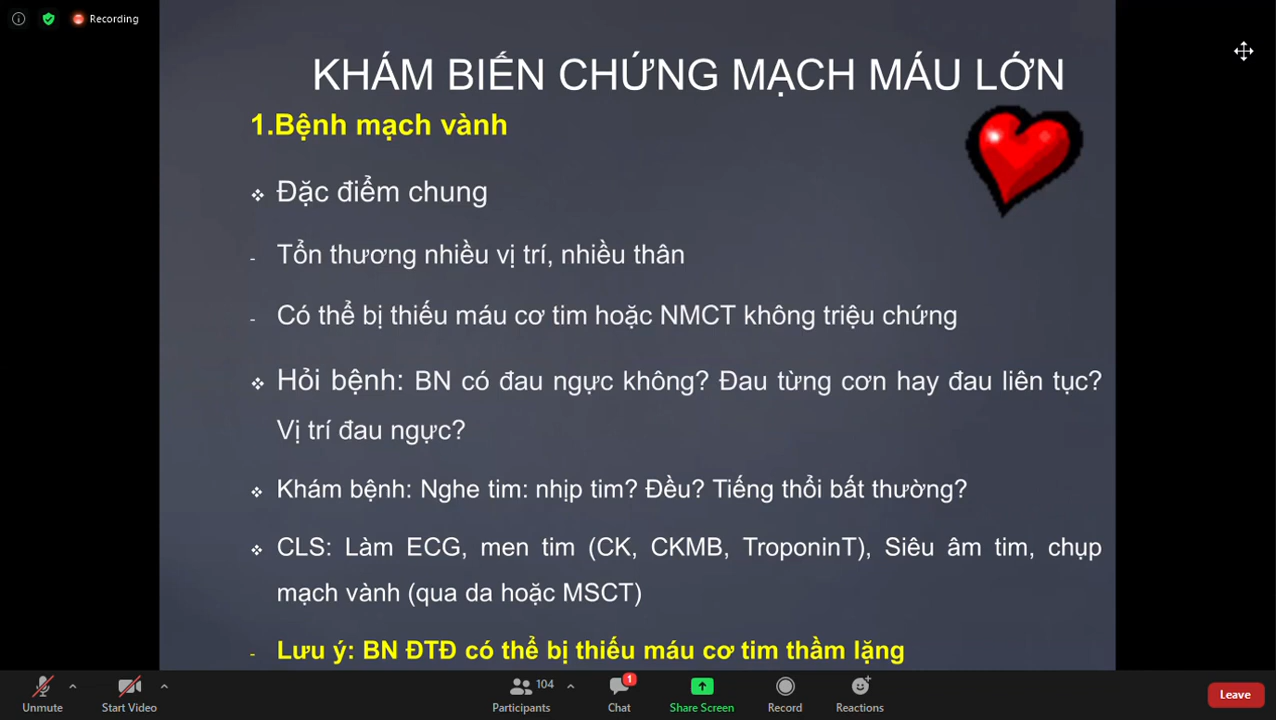 Recording
KHÁM BIẾN CHỨNG MẠCH MÁU LỚN
1.Bệnh mạch vành
❖ Đặc điểm chung
- Tổn thương nhiều vị trí, nhiều thân
- Có thể bị thiếu máu cơ tim hoặc NMCT không triệu chứng
❖ Hỏi bệnh: BN có đau ngực không? Đau từng cơn hay đau liên tục?
Vị trí đau ngực?
❖ Khám bệnh: Nghe tim: nhịp tim? Đều? Tiếng thổi bất thường?
❖ CLS: Làm ECG, men tim (CK, CKMB, TroponinT), Siêu âm tim, chụp
mạch vành (qua da hoặc MSCT)
- Lưu ý: BN ĐTĐ có thể bị thiếu máu cơ tim thầm lặng
104
1
Unmute
Start Video
Participants
Chat
Share Screen
Record
Reactions
Leave